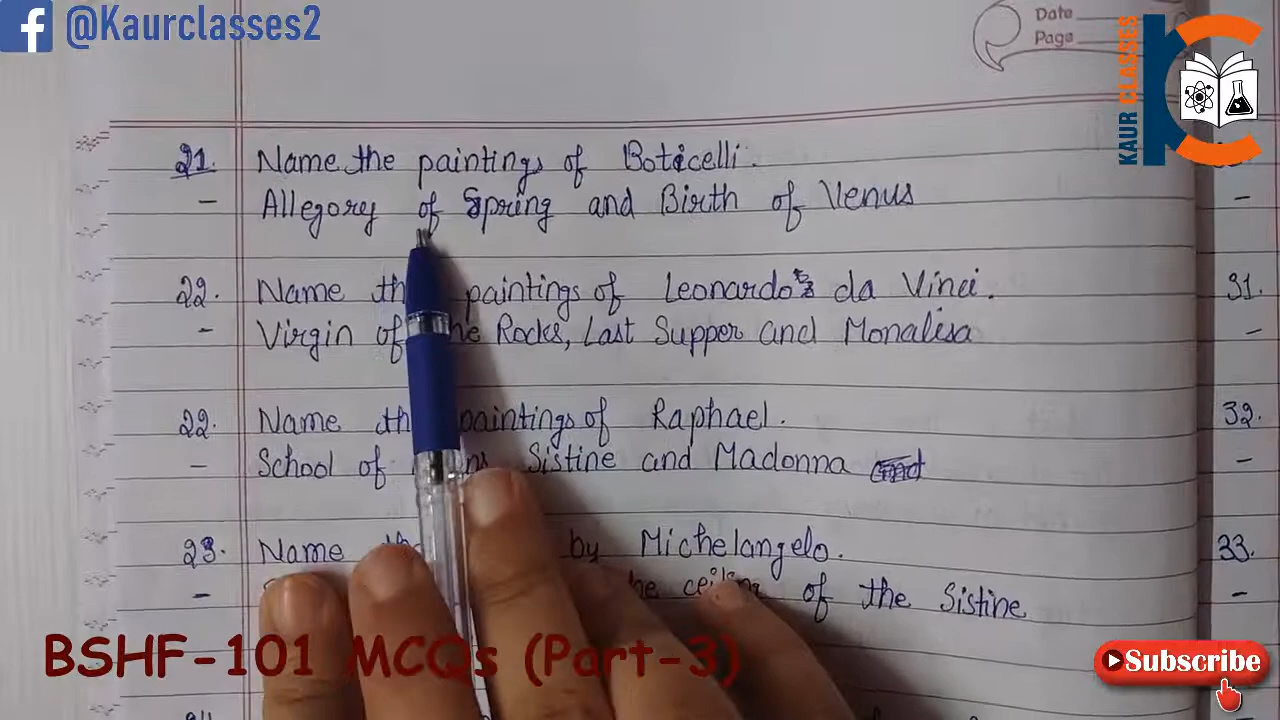 @Kaurclasses2
Date
Page
KAUR CLASSES
21. Name the paintings of Boticelli.
- Allegory of Spring and Birth of Venus
22. Name the paintings of Leonardo's da Vinci.
- Virgin of the Rocks, Last Supper and Monalisa
22. Name the paintings of Raphael.
- School of Sistine and Madonna
23. Name by Michelangelo.
- the ceiling of the Sistine
31.
-
32.
-
33.
-
BSHF-101 MCQs (Part-3)
Subscribe